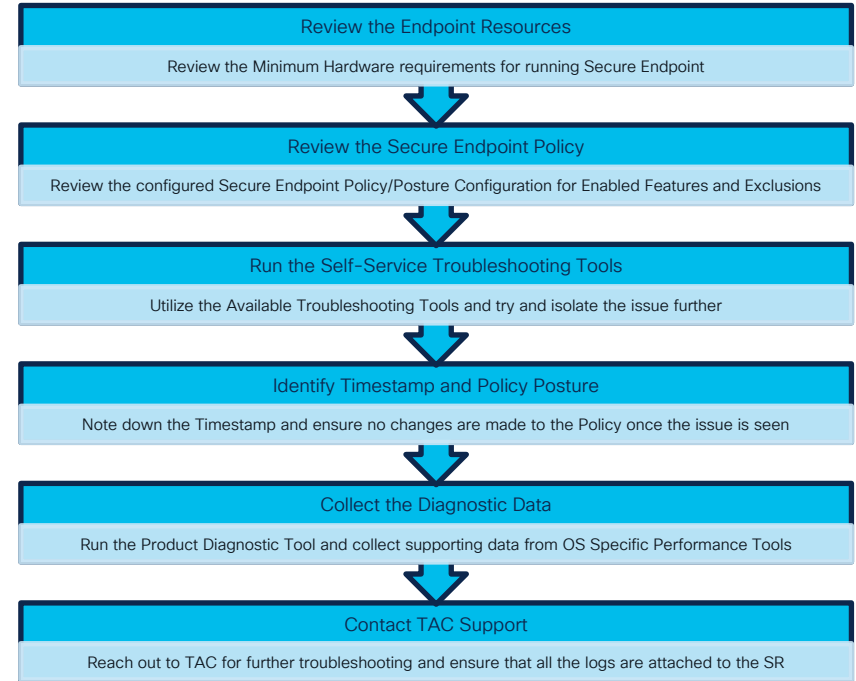 Review the Endpoint Resources
Review the Minimum Hardware requirements for running Secure Endpoint
Review the Secure Endpoint Policy
Review the configured Secure Endpoint Policy/Posture Configuration for Enabled Features and Exclusions
Run the Self-Service Troubleshooting Tools
Utilize the Available Troubleshooting Tools and try and isolate the issue further
Identify Timestamp and Policy Posture
Note down the Timestamp and ensure no changes are made to the Policy once the issue is seen
Collect the Diagnostic Data
Run the Product Diagnostic Tool and collect supporting data from OS Specific Performance Tools
Contact TAC Support
Reach out to TAC for further troubleshooting and ensure that all the logs are attached to the SR